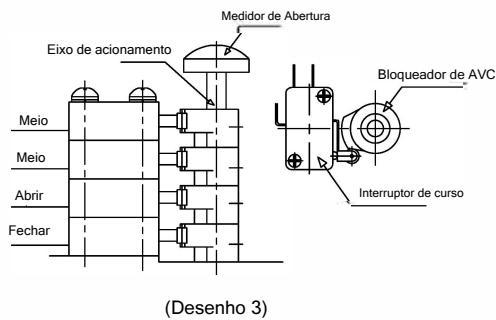 Medidor de Abertura
Eixo de acionamento
Bloqueador de AVC
Meio
Meio
Abrir
Interruptor de curso
Fechar
(Desenho 3)